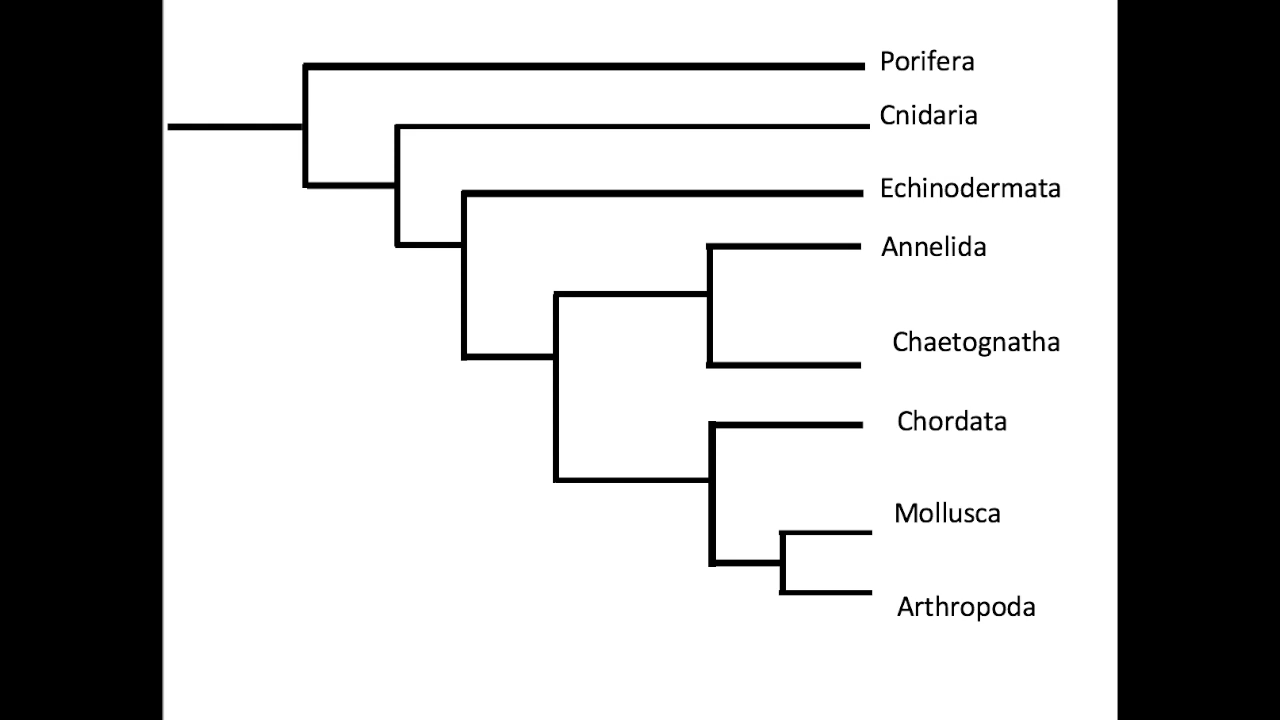 Porifera
Cnidaria
Echinodermata
Annelida
Chaetognatha
Chordata
Mollusca
Arthropoda